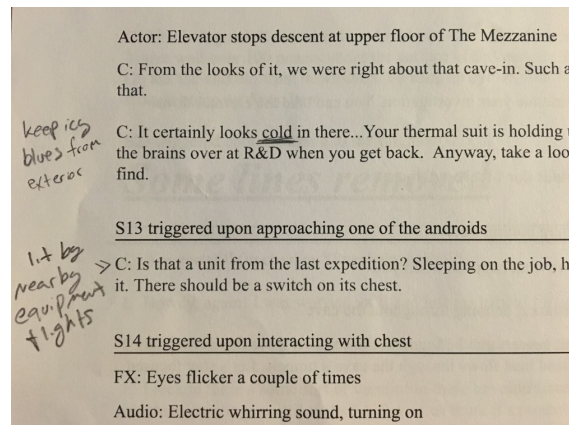 Actor: Elevator stops descent at upper floor of The Mezzanine
C: From the looks of it, we were right about that cave-in. Such a
that.
keep icy
blues from
exterior
C: It certainly looks cold in there...Your thermal suit is holding
the brains over at R&D when you get back. Anyway, take a loo
find.
Some lines removed
S13 triggered upon approaching one of the androids
lit by
nearby
equipment
+ lights
> C: Is that a unit from the last expedition? Sleeping on the job, h
it. There should be a switch on its chest.
S14 triggered upon interacting with chest
FX: Eyes flicker a couple of times
Audio: Electric whirring sound, turning on